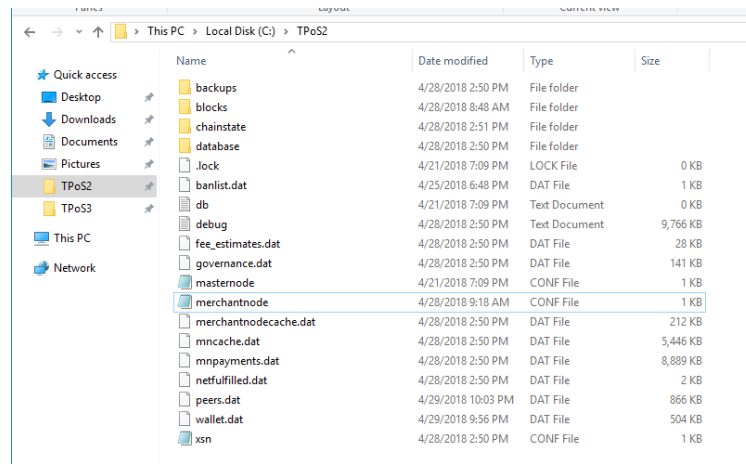 This PC > Local Disk (C:) > TPoS2
Name Date modified Type Size
Quick access
Desktop
Downloads
Documents
Pictures
TPoS2
TPoS3
This PC
Network
backups 4/28/2018 2:50 PM File folder
blocks 4/28/2018 8:48 AM File folder
chainstate 4/28/2018 2:51 PM File folder
database 4/28/2018 2:50 PM File folder
.lock 4/21/2018 7:09 PM LOCK File 0 KB
banlist.dat 4/25/2018 6:48 PM DAT File 1 KB
db 4/21/2018 7:09 PM Text Document 0 KB
debug 4/28/2018 2:50 PM Text Document 9,766 KB
fee_estimates.dat 4/28/2018 2:50 PM DAT File 28 KB
governance.dat 4/28/2018 2:50 PM DAT File 141 KB
masternode 4/21/2018 7:09 PM CONF File 1 KB
merchantnode 4/28/2018 9:18 AM CONF File 1 KB
merchantnodecache.dat 4/28/2018 2:50 PM DAT File 212 KB
mncache.dat 4/28/2018 2:50 PM DAT File 5,446 KB
mnpayments.dat 4/28/2018 2:50 PM DAT File 8,889 KB
netfulfilled.dat 4/28/2018 2:50 PM DAT File 2 KB
peers.dat 4/29/2018 10:03 PM DAT File 866 KB
wallet.dat 4/29/2018 9:56 PM DAT File 504 KB
xsn 4/28/2018 2:50 PM CONF File 1 KB